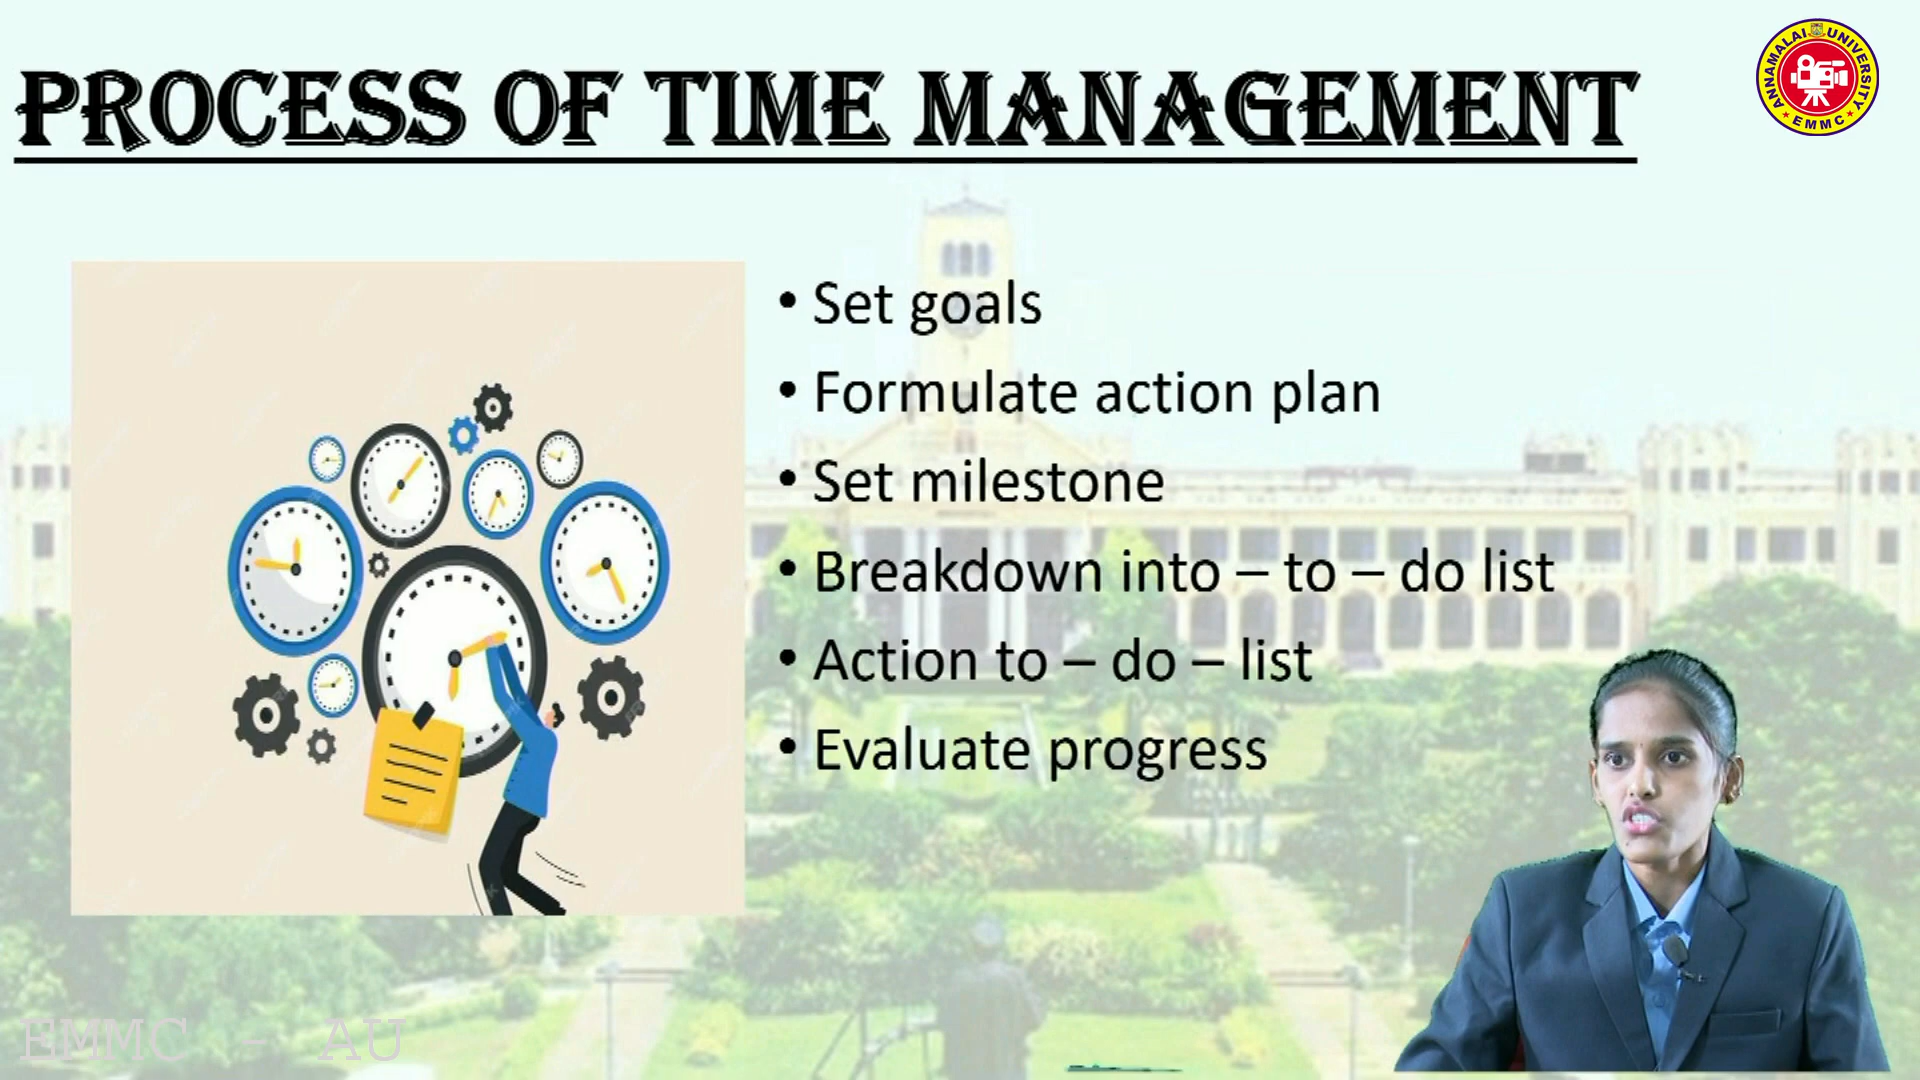 PROCESS OF TIME MANAGEMENT
ANNAMALAI UNIVERSITY
EMMC
• Set goals
• Formulate action plan
• Set milestone
• Breakdown into – to – do list
• Action to – do – list
• Evaluate progress
EMMC - AU